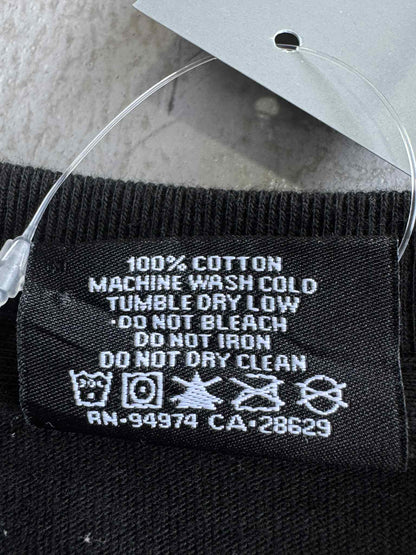 100% COTTON
MACHINE WASH COLD
TUMBLE DRY LOW
·DO NOT BLEACH
DO NOT IRON
DO NOT DRY CLEAN
RN-94974 CA·28629